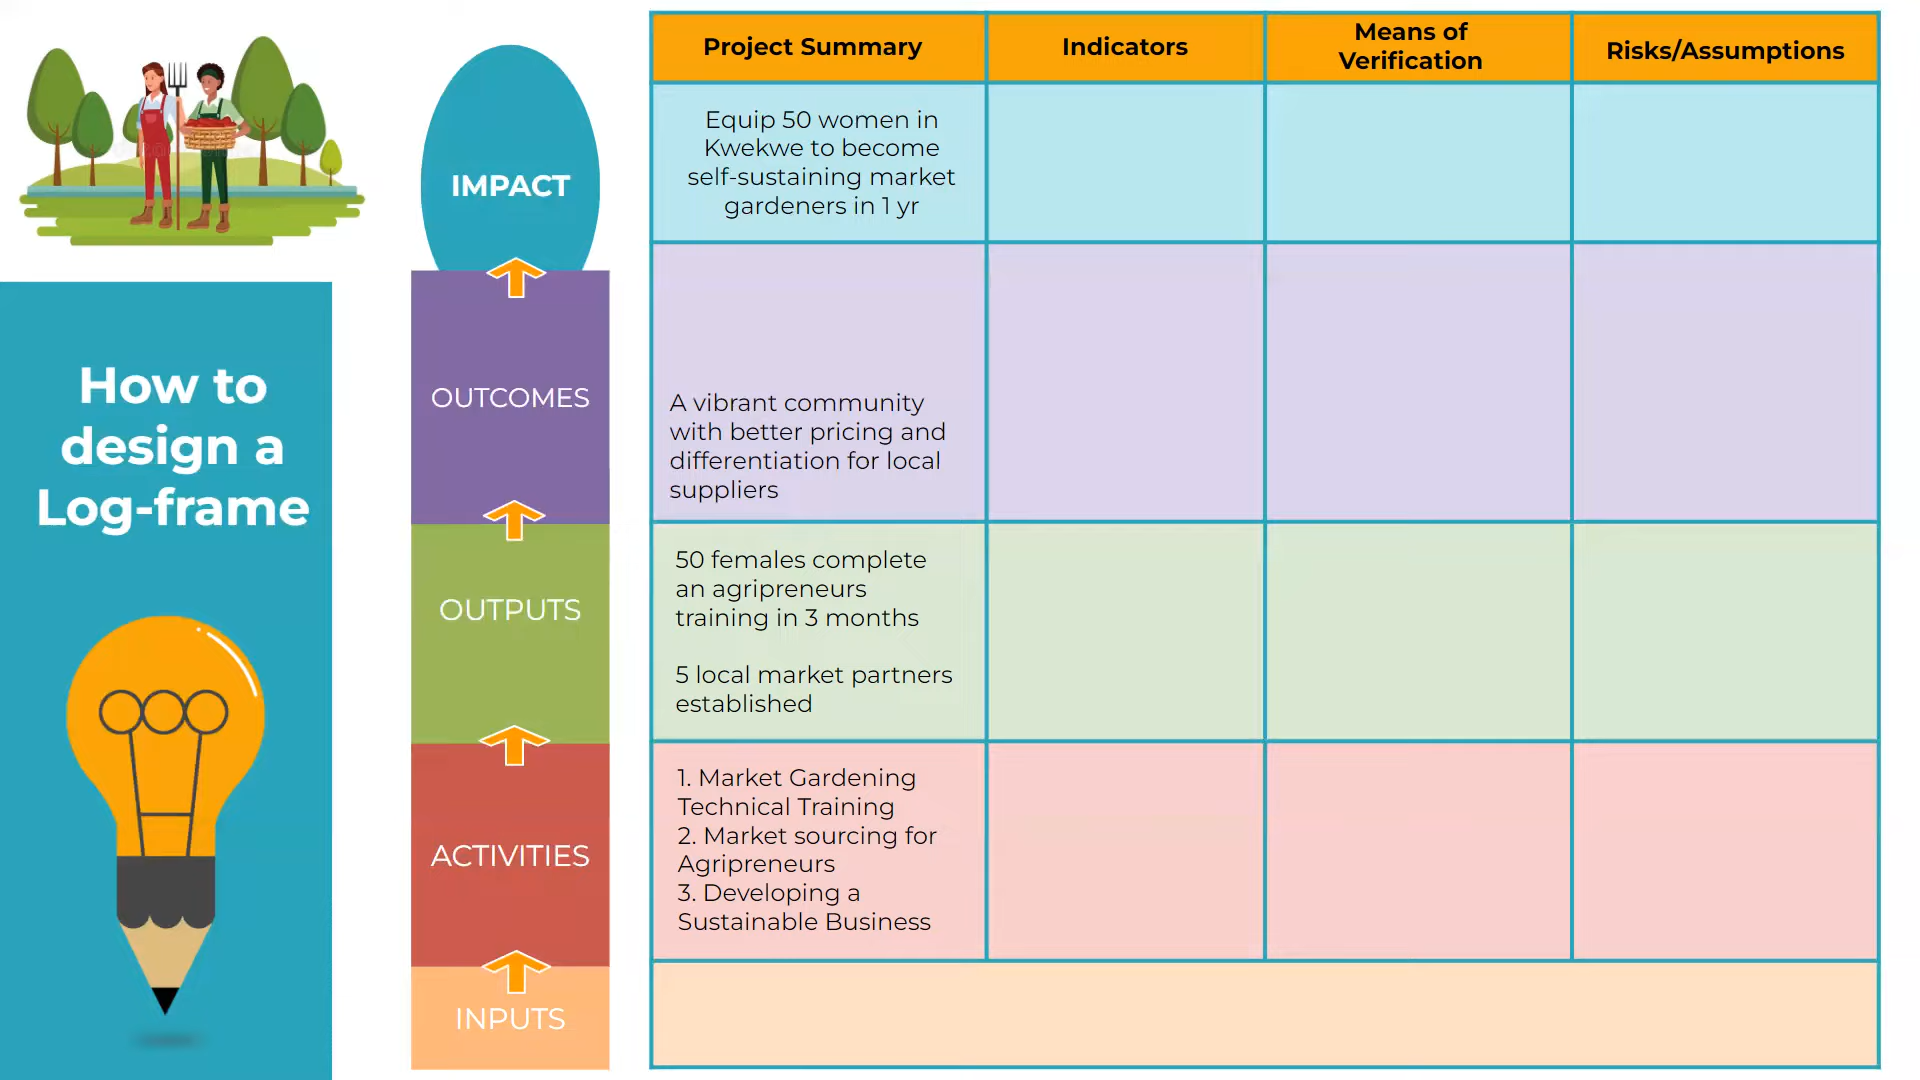 How to
design a
Log-frame
IMPACT
OUTCOMES
OUTPUTS
ACTIVITIES
INPUTS
Project Summary
Indicators
Means of
Verification
Risks/Assumptions
Equip 50 women in
Kwekwe to become
self-sustaining market
gardeners in 1 yr
A vibrant community
with better pricing and
differentiation for local
suppliers
50 females complete
an agripreneurs
training in 3 months
5 local market partners
established
1. Market Gardening
Technical Training
2. Market sourcing for
Agripreneurs
3. Developing a
Sustainable Business